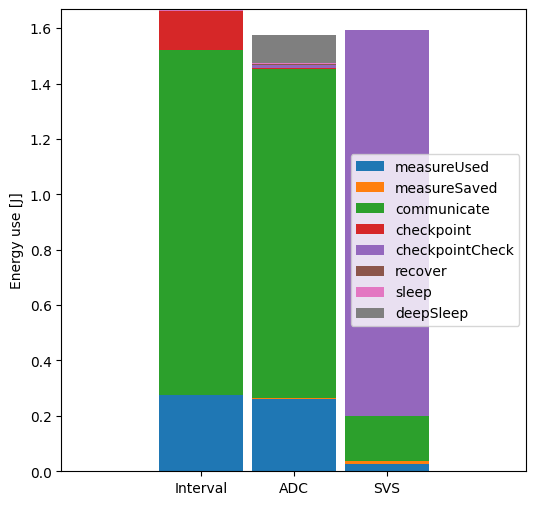 Energy use [J]
1.6
1.4
1.2
1.0
0.8
0.6
0.4
0.2
0.0
measureUsed
measureSaved
communicate
checkpoint
checkpointCheck
recover
sleep
deepSleep
Interval ADC SVS